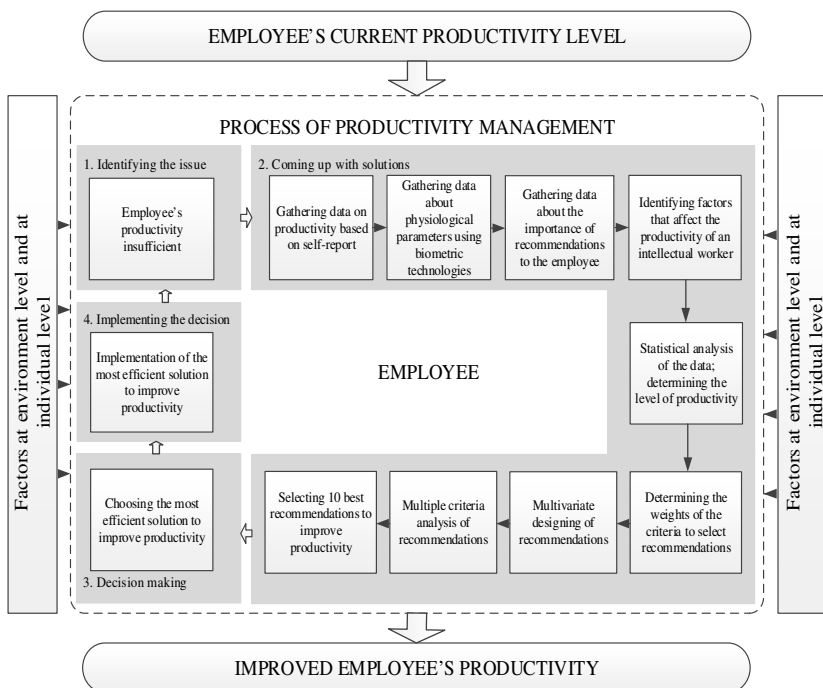 EMPLOYEE'S CURRENT PRODUCTIVITY LEVEL
Factors at environment level and at
individual level
PROCESS OF PRODUCTIVITY MANAGEMENT
1. Identifying the issue
Employee's
productivity
insufficient
2. Coming up with solutions
Gathering data on
productivity based
on self-report
Gathering data
about
physiological
parameters using
biometric
technologies
Gathering data
about the
importance of
recommendations
to the employee
Identifying factors
that affect the
productivity of an
intellectual worker
Statistical analysis
of the data;
determining the
level of productivity
Determining the
weights of the
criteria to select
recommendations
Multivariate
designing of
recommendations
Multiple criteria
analysis of
recommendations
Selecting 10 best
recommendations to
improve
productivity
Choosing the most
efficient solution to
improve productivity
3. Decision making
4. Implementing the decision
Implementation of the
most efficient solution
to improve
productivity
EMPLOYEE
Factors at environment level and at
individual level
IMPROVED EMPLOYEE'S PRODUCTIVITY